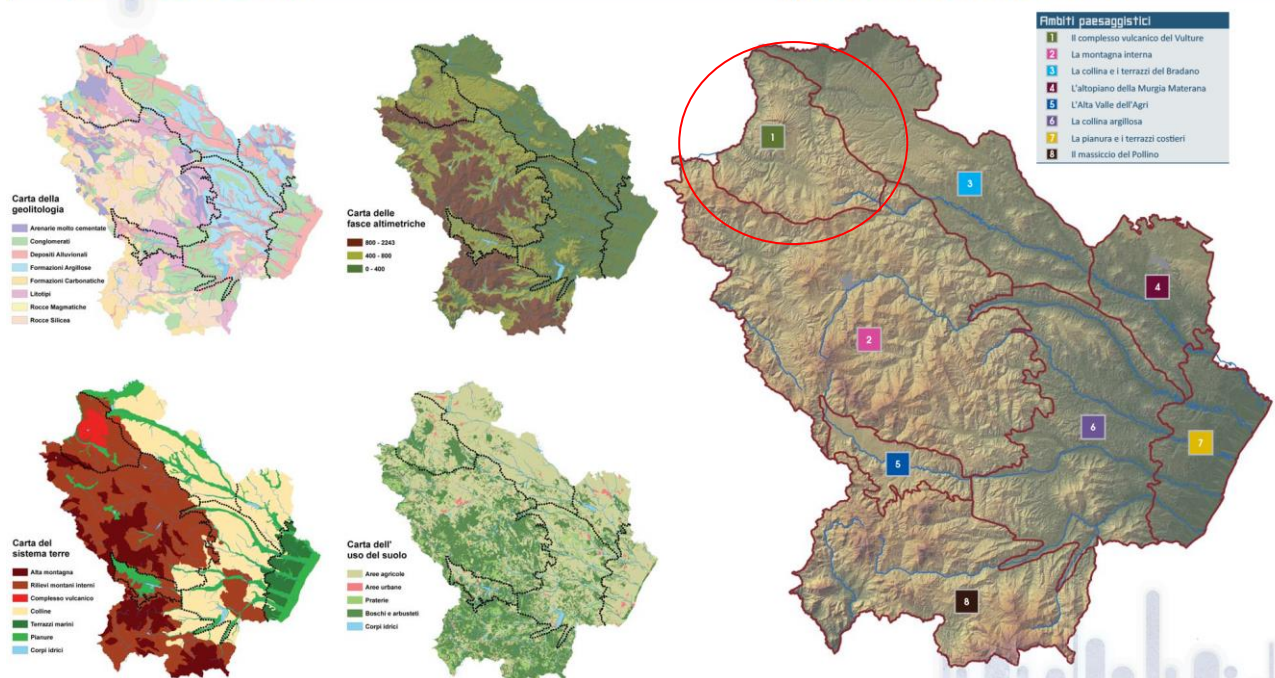 Carta della
geolitologia
Arenarie molto cementate
Conglomerati
Depositi Alluvionali
Formazioni Argillose
Formazioni Carbonatiche
Litotipi
Rocce Magmatiche
Rocce Silicea
Carta delle
fasce altimetriche
800 - 2243
400 - 800
0 - 400
Carta del
sistema terre
Alta montagna
Rilievi montani interni
Complesso vulcanico
Colline
Terrazzi marini
Pianure
Corpi idrici
Carta dell'
uso del suolo
Aree agricole
Aree urbane
Praterie
Boschi e arbusteti
Corpi idrici
Ambiti paesaggistici
1 Il complesso vulcanico del Vulture
2 La montagna interna
3 La collina e i terrazzi del Bradano
4 L'altopiano della Murgia Materana
5 L'Alta Valle dell'Agri
6 La collina argillosa
7 La pianura e i terrazzi costieri
8 Il massiccio del Pollino
1
3
4
2
6
7
5
8